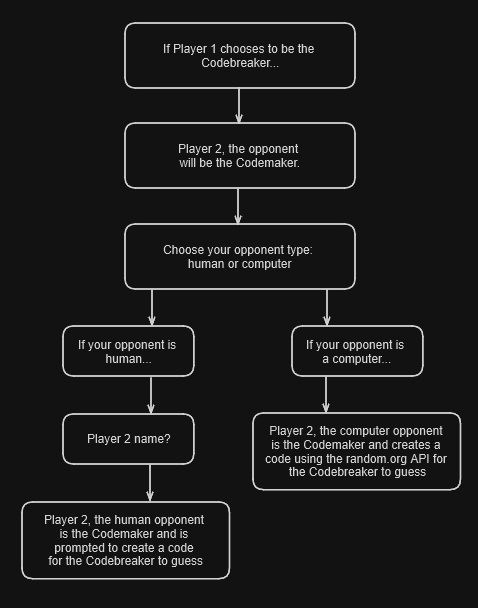 If Player 1 chooses to be the
Codebreaker...
Player 2, the opponent
will be the Codemaker.
Choose your opponent type:
human or computer
If your opponent is
human...
If your opponent is
a computer...
Player 2 name?
Player 2, the computer opponent
is the Codemaker and creates a
code using the random.org API for
the Codebreaker to guess
Player 2, the human opponent
is the Codemaker and is
prompted to create a code
for the Codebreaker to guess